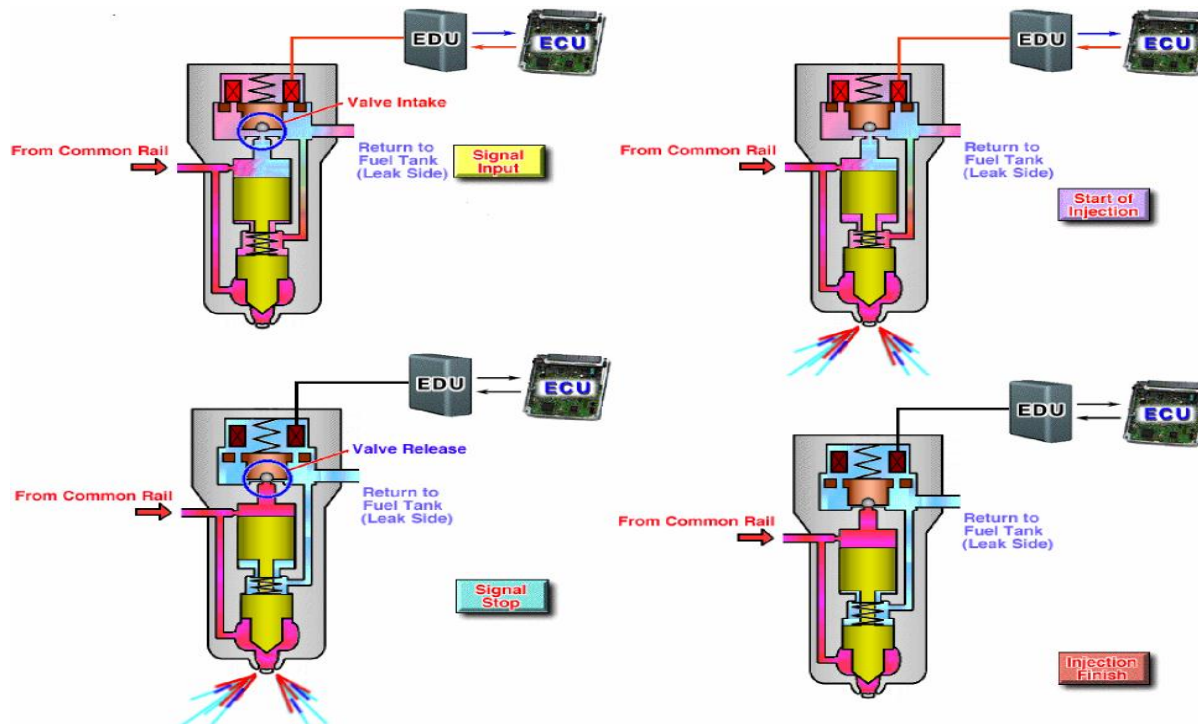 EDU
ECU
Valve Intake
From Common Rail
Return to
Fuel Tank
(Leak Side)
Signal
Input
EDU
ECU
From Common Rail
Return to
Fuel Tank
(Leak Side)
Start of
Injection
EDU
ECU
Valve Release
From Common Rail
Return to
Fuel Tank
(Leak Side)
Signal
Stop
EDU
ECU
From Common Rail
Return to
Fuel Tank
(Leak Side)
Injection
Finish